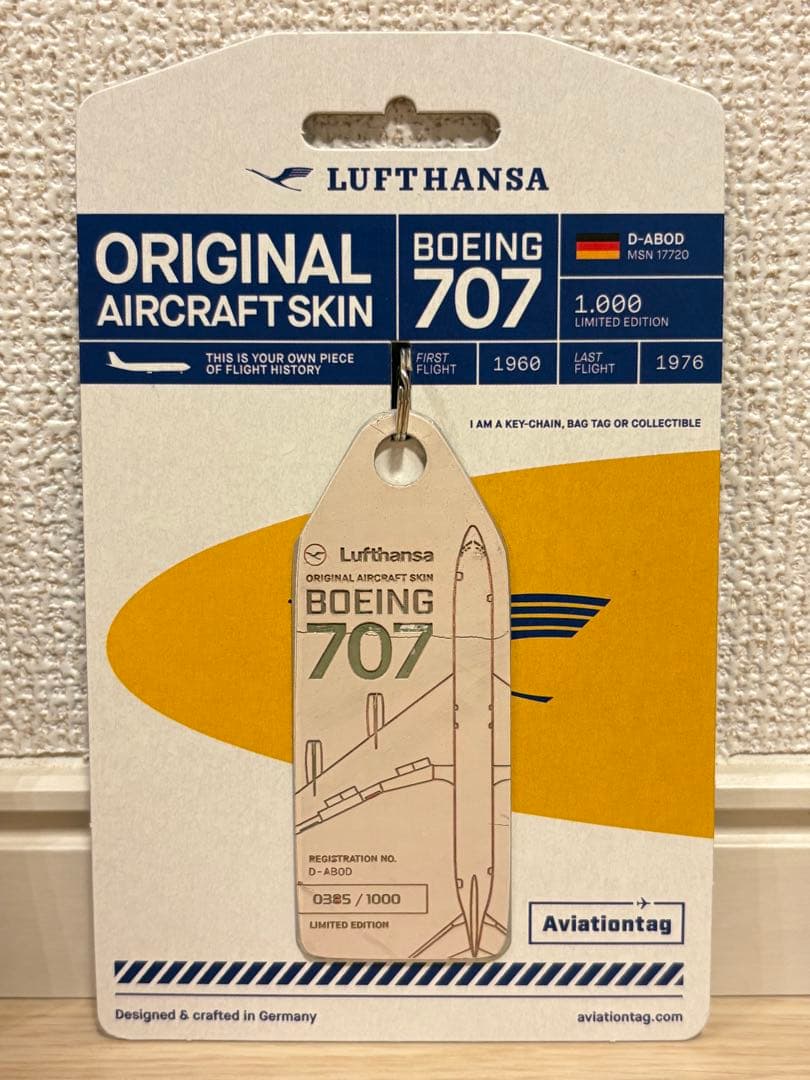 LUFTHANSA
ORIGINAL
AIRCRAFT SKIN
BOEING
707
D-ABOD
MSN 17720
1.000
LIMITED EDITION
THIS IS YOUR OWN PIECE
OF FLIGHT HISTORY
FIRST
FLIGHT
1960
LAST
FLIGHT
1976
I AM A KEY-CHAIN, BAG TAG OR COLLECTIBLE
Lufthansa
ORIGINAL AIRCRAFT SKIN
BOEING
707
REGISTRATION NO.
D-ABOD
0385 / 1000
LIMITED EDITION
Aviationtag
Designed & crafted in Germany
aviationtag.com